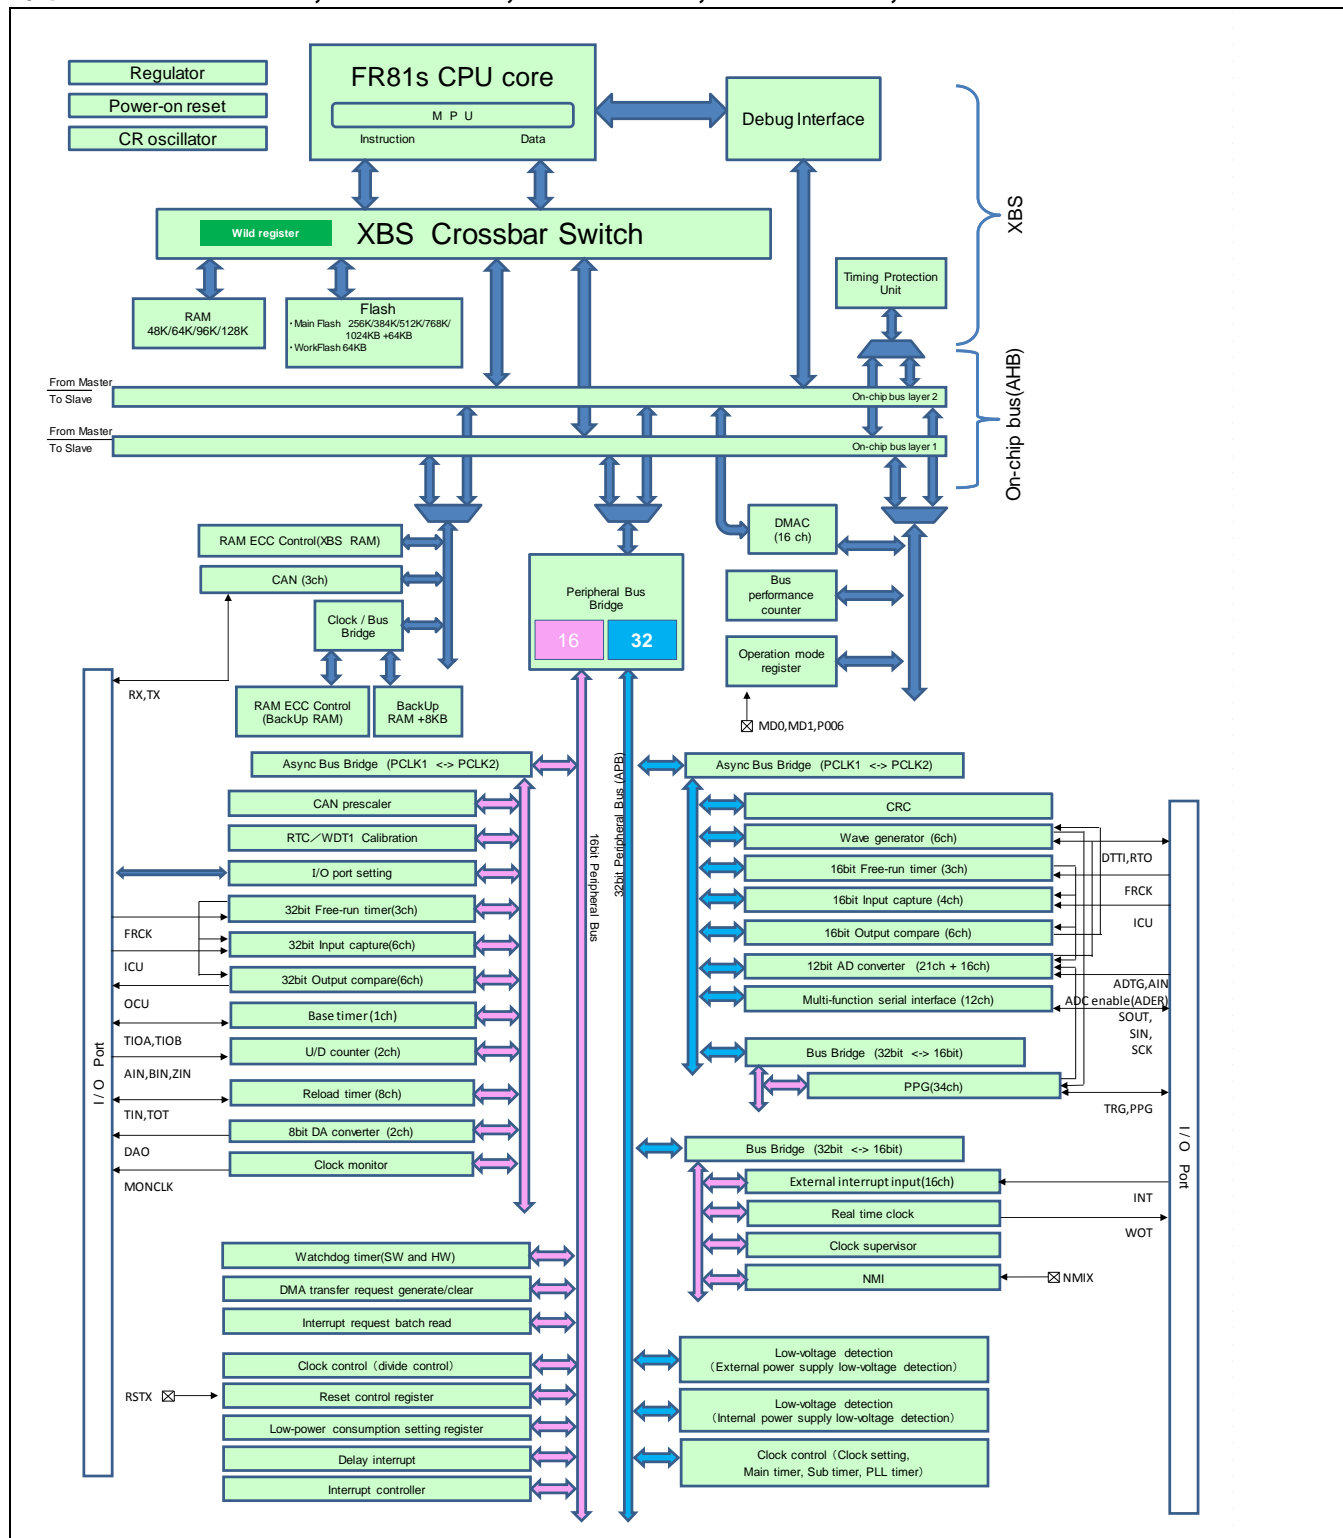 Regulator
Power-on reset
CR oscillator
FR81s CPU core
M P U
Instruction
Data
Debug Interface
XBS
Wild register
XBS Crossbar Switch
Timing Protection
Unit
RAM
48K/64K/96K/128K
Flash
・Main Flash 256K/384K/512K/768K/
1024KB +64KB
・WorkFlash 64KB
On-chip bus(AHB)
From Master
To Slave
On-chip bus layer 2
From Master
To Slave
On-chip bus layer 1
RAM ECC Control(XBS RAM)
CAN (3ch)
Clock / Bus
Bridge
RAM ECC Control
(BackUp RAM)
BackUp
RAM +8KB
RX,TX
Peripheral Bus
Bridge
16
32
DMAC
(16 ch)
Bus
performance
counter
Operation mode
register
MD0,MD1,P006
16bit Peripheral Bus
32bit Peripheral Bus (APB)
Async Bus Bridge (PCLK1 <-> PCLK2)
CAN prescaler
RTC／WDT1 Calibration
I/O port setting
32bit Free-run timer(3ch)
32bit Input capture(6ch)
32bit Output compare(6ch)
Base timer (1ch)
U/D counter (2ch)
Reload timer (8ch)
8bit DA converter (2ch)
Clock monitor
I / O Port
FRCK
ICU
OCU
TIOA,TIOB
AIN,BIN,ZIN
TIN,TOT
DAO
MONCLK
Watchdog timer(SW and HW)
DMA transfer request generate/clear
Interrupt request batch read
Clock control（divide control）
Reset control register
Low-power consumption setting register
Delay interrupt
Interrupt controller
RSTX
Async Bus Bridge (PCLK1 <-> PCLK2)
CRC
Wave generator (6ch)
16bit Free-run timer (3ch)
16bit Input capture (4ch)
16bit Output compare (6ch)
12bit AD converter (21ch + 16ch)
Multi-function serial interface (12ch)
Bus Bridge (32bit <-> 16bit)
PPG(34ch)
DTTI,RTO
FRCK
ICU
ADTG,AIN
ADC enable(ADER)
SOUT,
SIN,
SCK
TRG,PPG
I / O Port
Bus Bridge (32bit <-> 16bit)
External interrupt input(16ch)
Real time clock
Clock supervisor
NMI
INT
WOT
NMIX
Low-voltage detection
（External power supply low-voltage detection）
Low-voltage detection
（Internal power supply low-voltage detection）
Clock control（Clock setting,
Main timer, Sub timer, PLL timer）